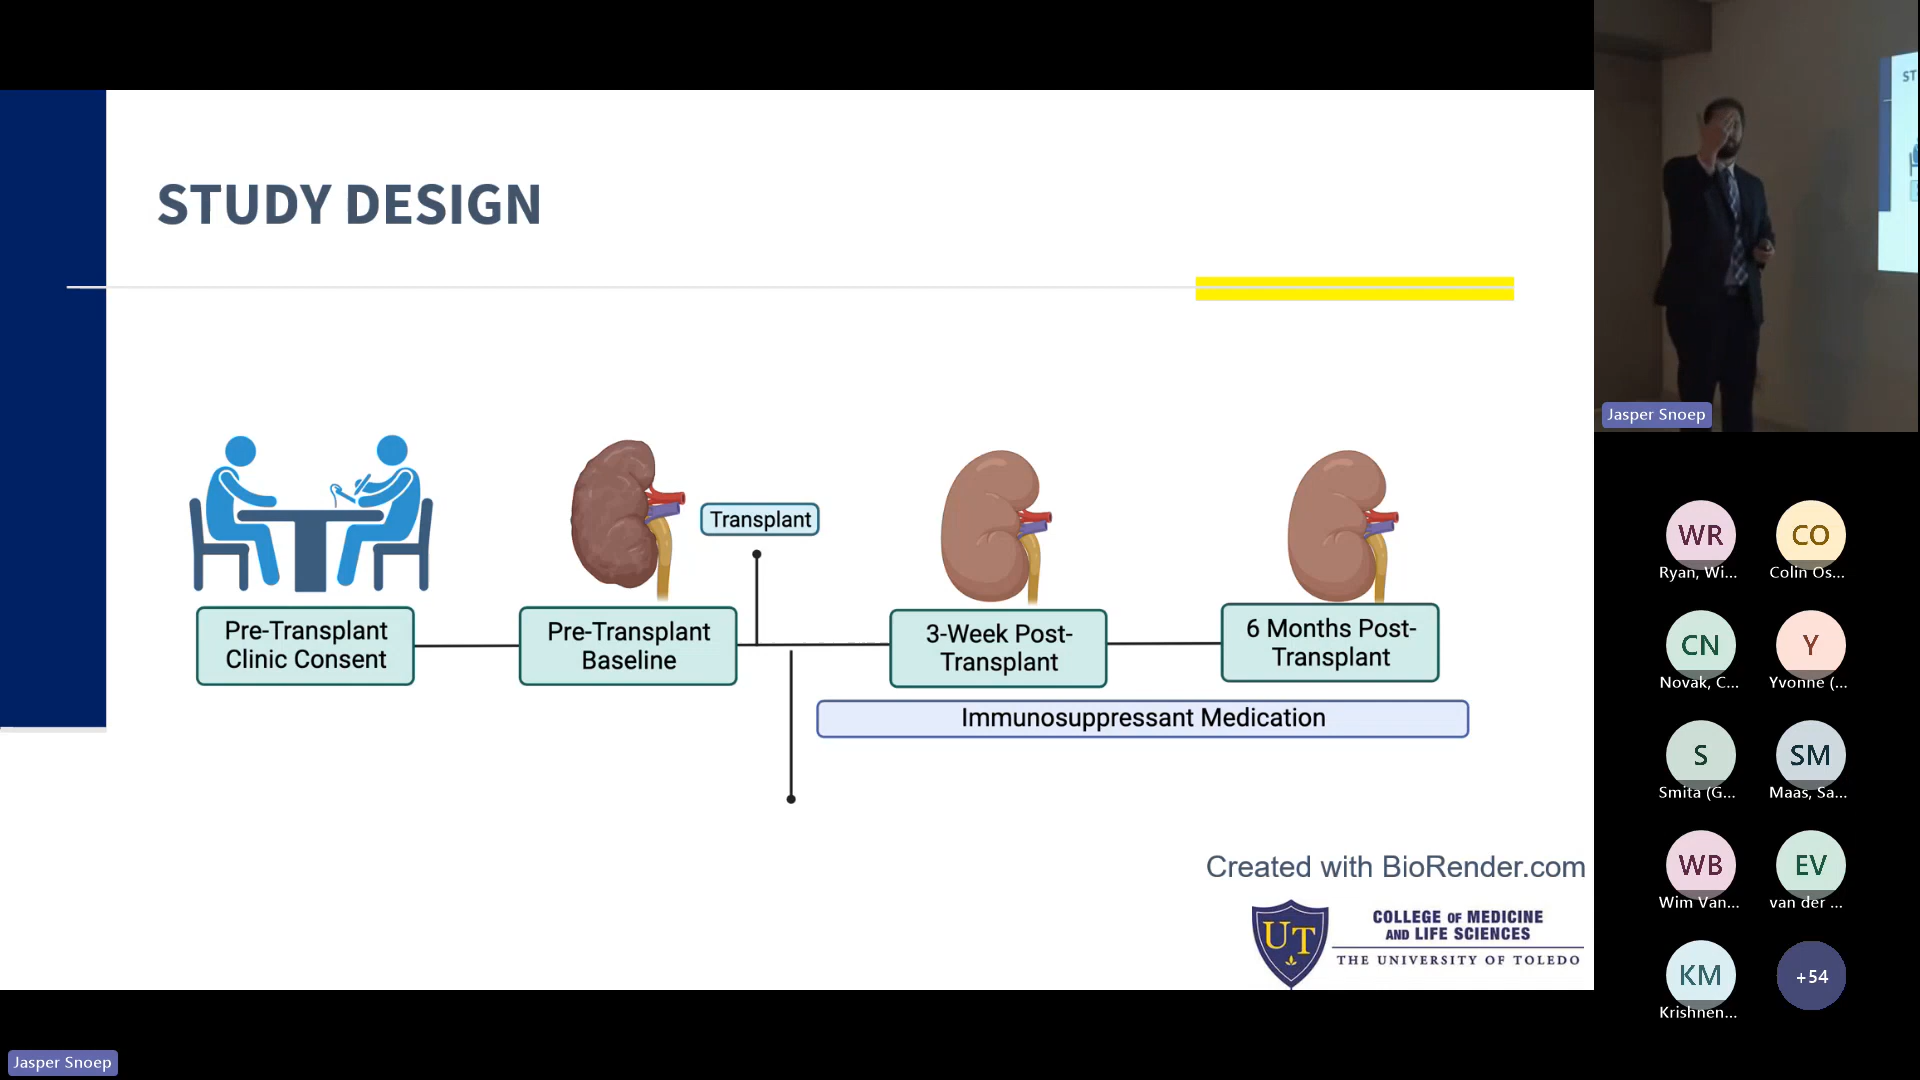 STUDY DESIGN
Transplant
Pre-Transplant
Clinic Consent
Pre-Transplant
Baseline
3-Week Post-
Transplant
6 Months Post-
Transplant
Immunosuppressant Medication
Created with BioRender.com
UT
COLLEGE OF MEDICINE
AND LIFE SCIENCES
THE UNIVERSITY OF TOLEDO
Jasper Snoep
ST
Jasper Snoep
WR
Ryan, Wi...
CO
Colin Os...
CN
Novak, C...
Y
Yvonne (...
S
Smita (G...
SM
Maas, Sa...
WB
Wim Van...
EV
van der ...
KM
Krishnen...
+54